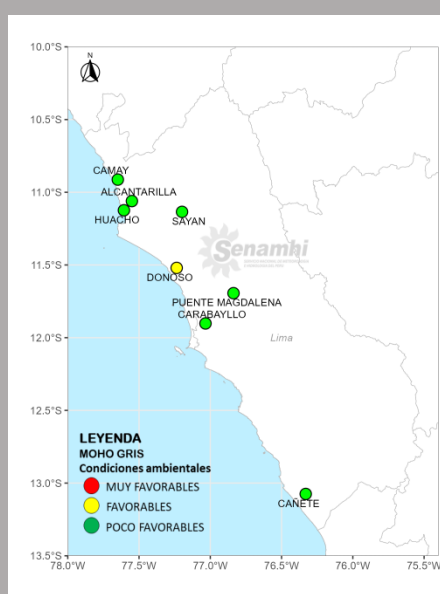 10.0°S
N
10.5°S
CAMAY
11.0°S
ALCANTARILLA
HUACHO
SAYAN
Senamhi
11.5°S
DONOSO
PUENTE MAGDALENA
CARABAYLLO
12.0°S
Lima
12.5°S
LEYENDA
MOHO GRIS
Condiciones ambientales
MUY FAVORABLES
FAVORABLES
POCO FAVORABLES
13.0°S
CAÑETE
13.5°S
78.0°W 77.5°W 77.0°W 76.5°W 76.0°W 75.5°W